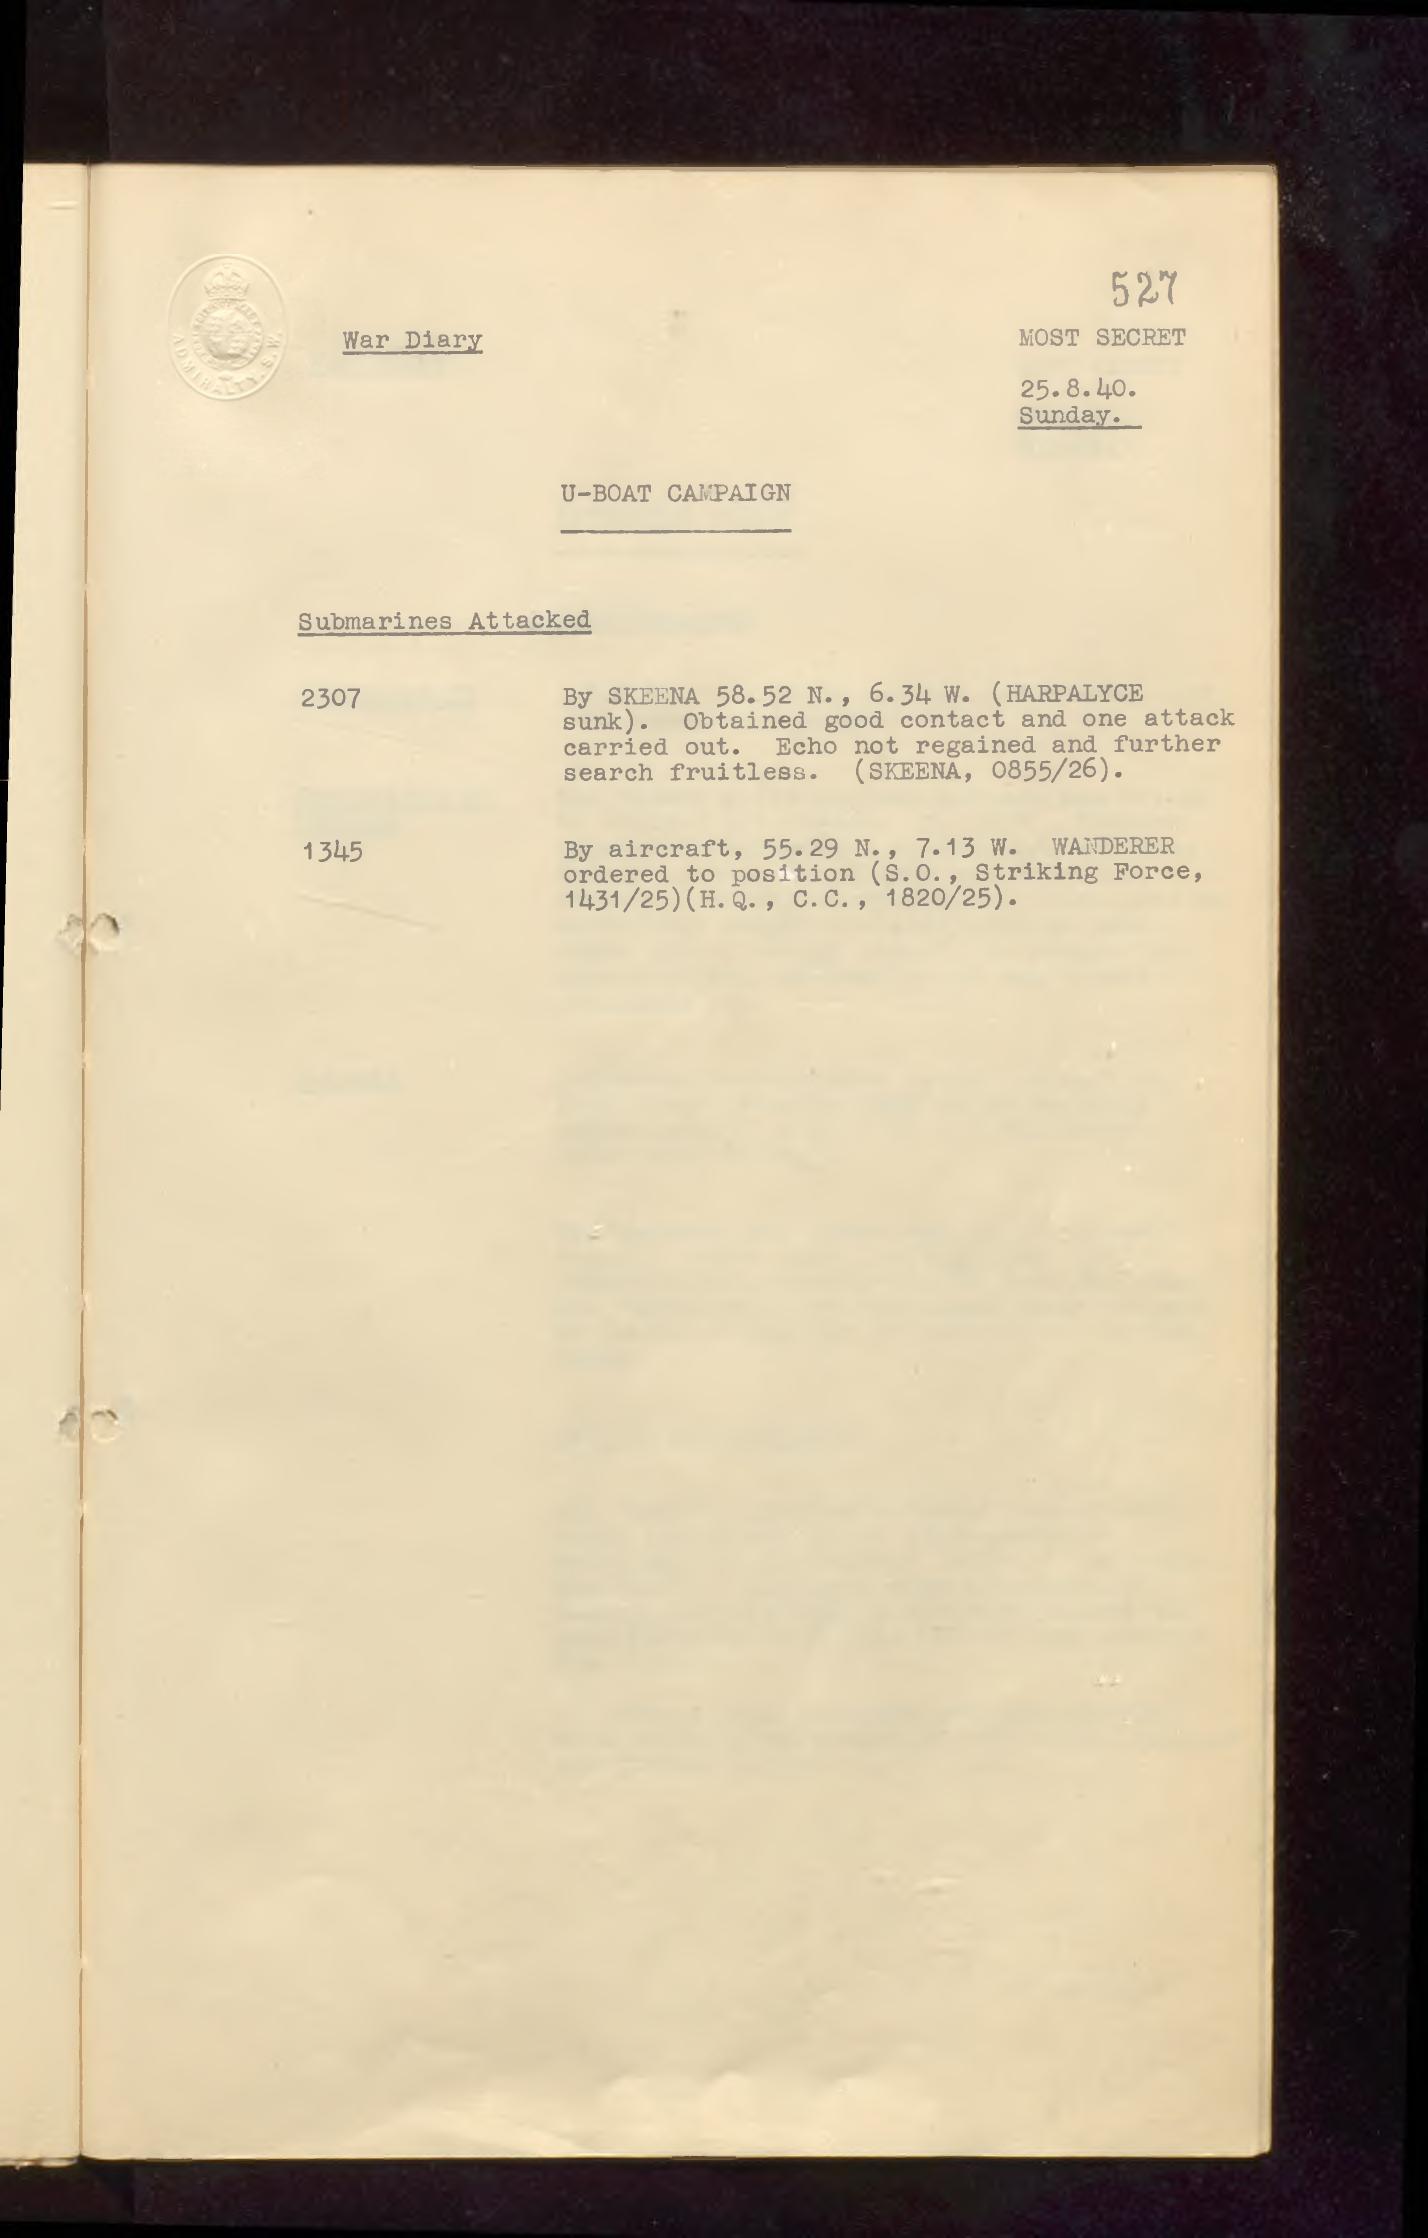 527
War Diary
MOST SECRET
25.8.40.
Sunday.
U-BOAT CAMPAIGN
Submarines Attacked
2307 By SKEENA 58.52 N., 6.34 W. (HARPALYCE
sunk). Obtained good contact and one attack
carried out. Echo not regained and further
search fruitless. (SKEENA, 0855/26).
1345 By aircraft, 55.29 N., 7.13 W. WANDERER
ordered to position (S.O., Striking Force,
1431/25)(H.Q., C.C., 1820/25).
ADMIRALTY. S.W.